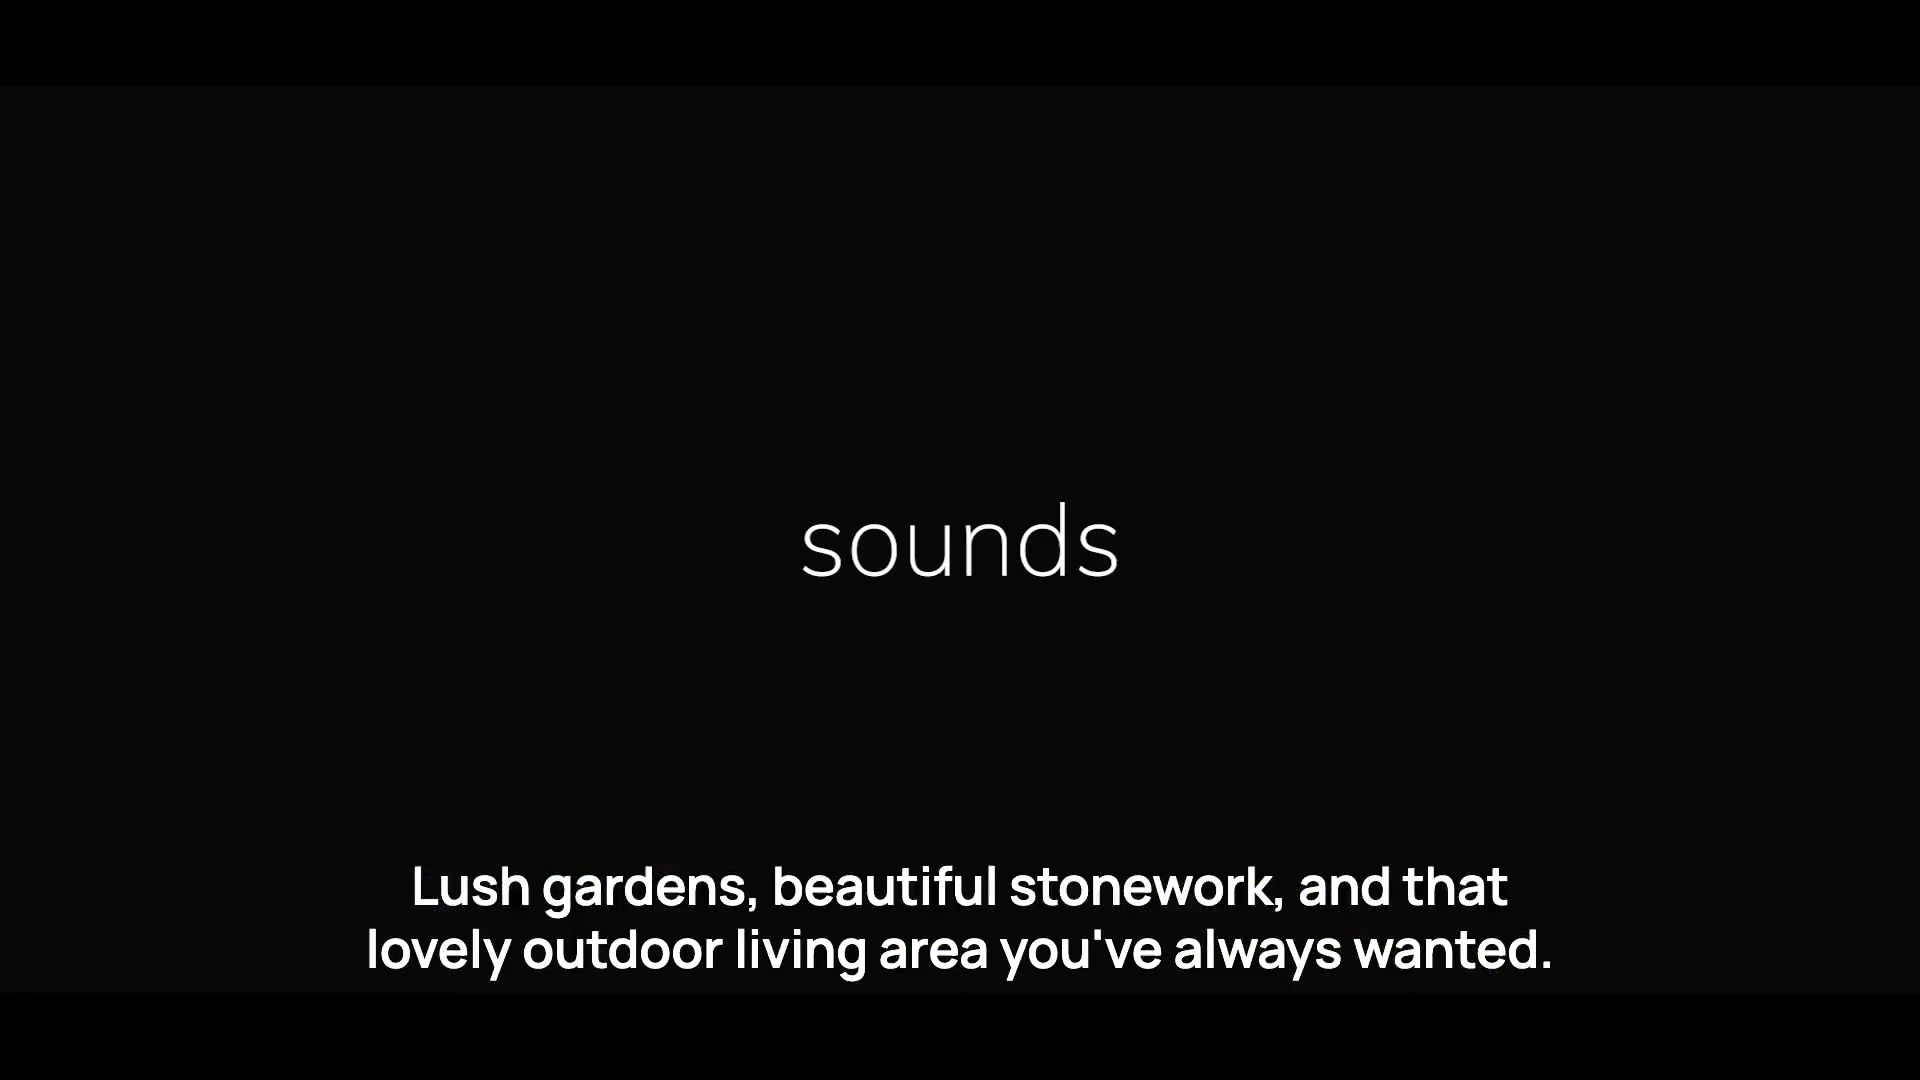 sounds
Lush gardens, beautiful stonework, and that
lovely outdoor living area you've always wanted.